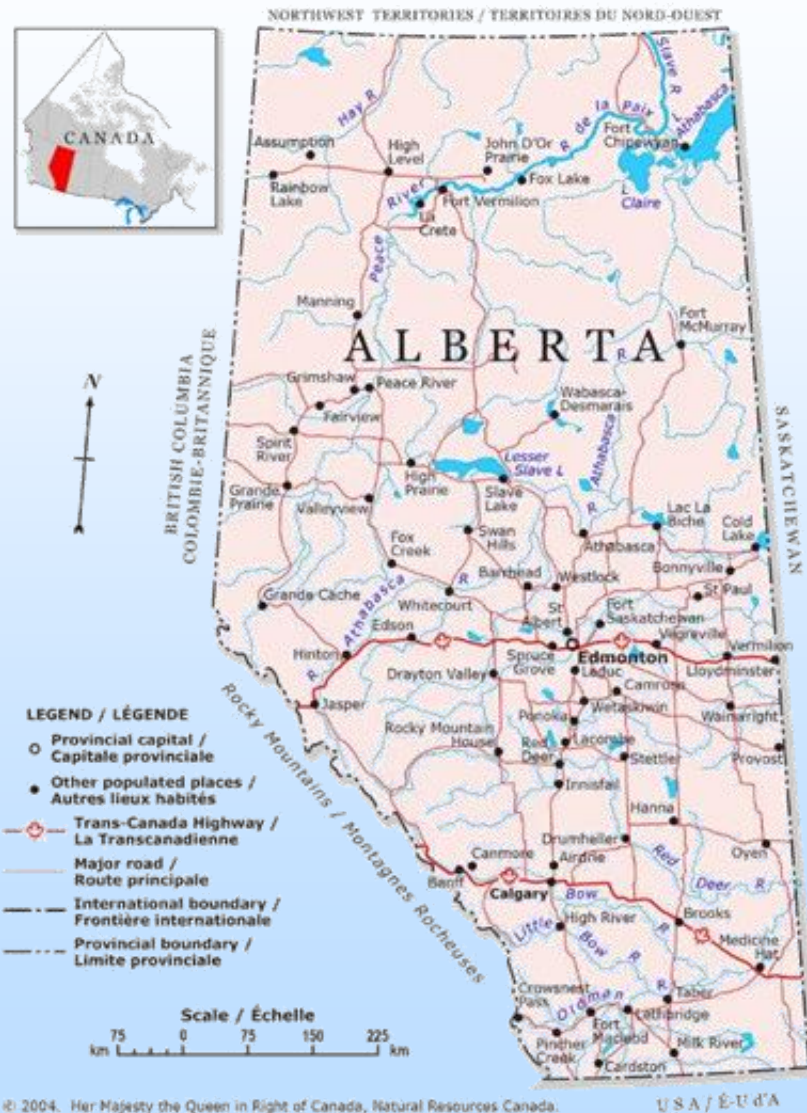 NORTHWEST TERRITORIES / TERRITOIRES DU NORD-OUEST
CANADA
Slave R
Hay R
R de la Paix
L Athabasca
Fort
Chipewyan
Assumption
High
Level
John D'Or
Prairie
Rainbow
Lake
River
Fort Vermilion
Fox Lake
L
Claire
La
Crete
Peace
Manning
Fort
McMurray
ALBERTA
R
N
Grimshaw
Peace River
Wabasca-
Desmarais
Fairview
BRITISH COLUMBIA
COLOMBIE-BRITANNIQUE
SASKATCHEWAN
Spirit
River
Lesser
Slave L
Athabasca
R
High
Prairie
Grande
Prairie
Slave
Lake
Valleyview
Lac La
Biche
Cold
Lake
Fox
Creek
Swan
Hills
Athabasca
Bonnyville
Barrhead
Westlock
St Paul
Grande Cache
Athabasca
R
Whitecourt
St
Albert
Fort
Saskatchewan
Edson
Vegreville
Vermilion
Hinton
R
Spruce
Grove
Edmonton
Lloydminster
Drayton Valley
Leduc
Camrose
Jasper
Wetaskiwin
Ponoka
Wainwright
Rocky Mountain
House
Red
Deer
Lacombe
Stettler
Provost
Innisfail
Hanna
Rocky Mountains / Montagnes Rocheuses
Drumheller
Oyen
Canmore
Airdrie
Red
Deer R
Banff
Calgary
Bow
R
High River
Brooks
Little
Bow
R
Medicine
Hat
R
Crowsnest
Pass
Oldman
Taber
Lethbridge
Fort
Macleod
Pincher
Creek
Milk River
Cardston
LEGEND / LÉGENDE
Provincial capital /
Capitale provinciale
Other populated places /
Autres lieux habités
Trans-Canada Highway /
La Transcanadienne
Major road /
Route principale
International boundary /
Frontière internationale
Provincial boundary /
Limite provinciale
Scale / Échelle
75 0 75 150 225
km km
© 2004. Her Majesty the Queen in Right of Canada, Natural Resources Canada.
U S A / É-U d'A